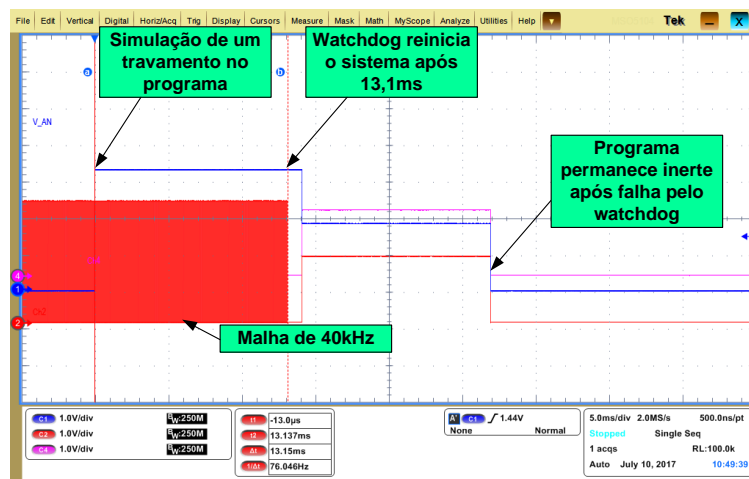 File Edit Vertical Digital Horiz/Acq Trig Display Cursors Measure Mask Math MyScope Analyze Utilities Help Tek X
Simulação de um
travamento no
programa
Watchdog reinicia
o sistema após
13,1ms
a
b
V_AN
Programa
permanece inerte
após falha pelo
watchdog
4
1
Ch2
2
Malha de 40kHz
C1 1.0V/div BW:250M
C2 1.0V/div BW:250M
C4 1.0V/div BW:250M
t1 -13.0µs
t2 13.137ms
Δt 13.15ms
1/Δt 76.046Hz
A' C1 1.44V
None Normal
5.0ms/div 2.0MS/s 500.0ns/pt
Stopped Single Seq
1 acqs RL:100.0k
Auto July 10, 2017 10:49:39